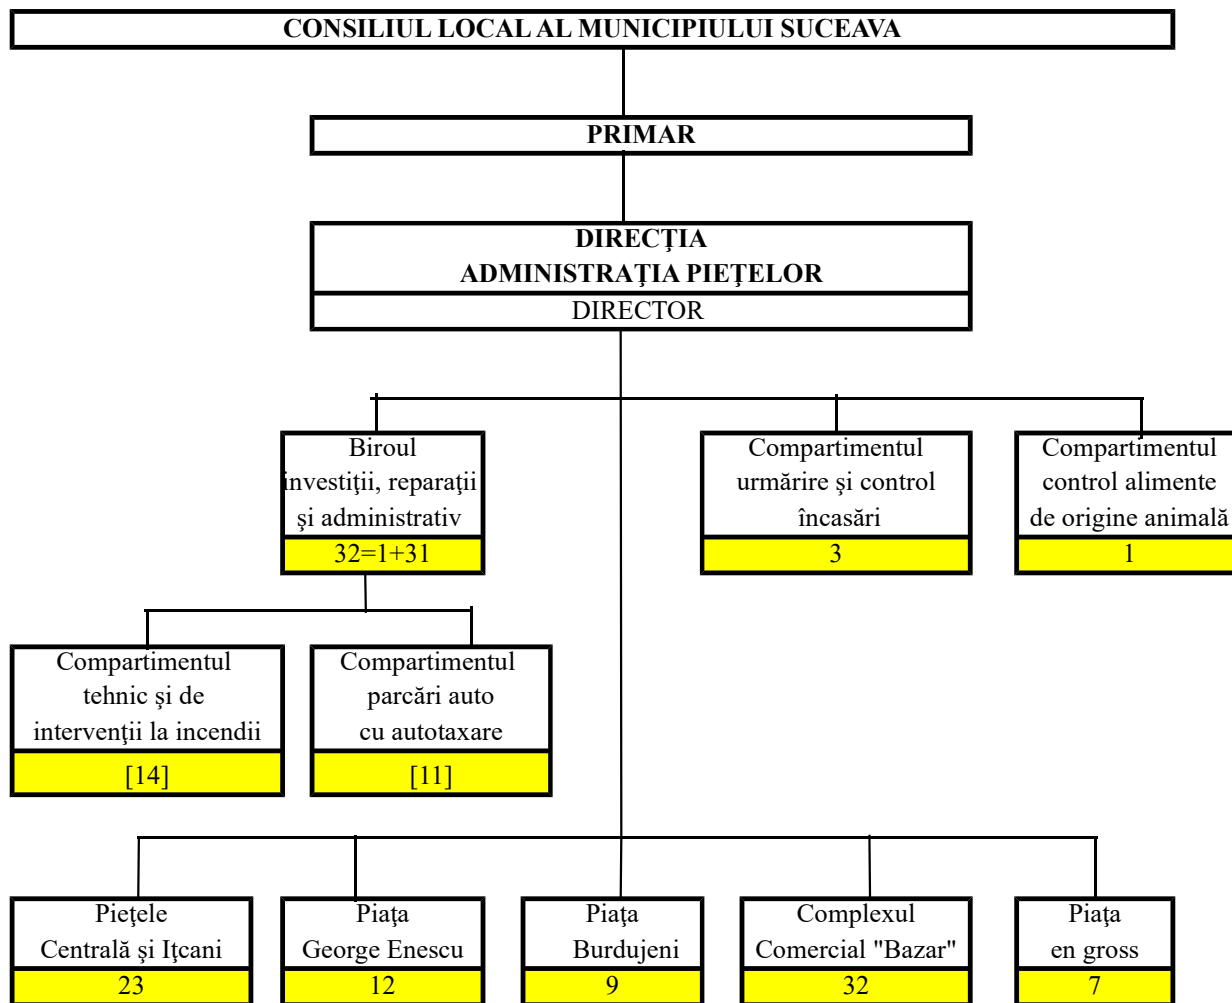 CONSILIUL LOCAL AL MUNICIPIULUI SUCEAVA
PRIMAR
DIRECŢIA
ADMINISTRAŢIA PIEŢELOR
DIRECTOR
Biroul
investiţii, reparaţii
şi administrativ
32=1+31
Compartimentul
urmărire şi control
încasări
3
Compartimentul
control alimente
de origine animală
1
Compartimentul
tehnic şi de
intervenţii la incendii
[14]
Compartimentul
parcări auto
cu autotaxare
[11]
Pieţele
Centrală şi Iţcani
23
Piaţa
George Enescu
12
Piaţa
Burdujeni
9
Complexul
Comercial "Bazar"
32
Piaţa
en gross
7